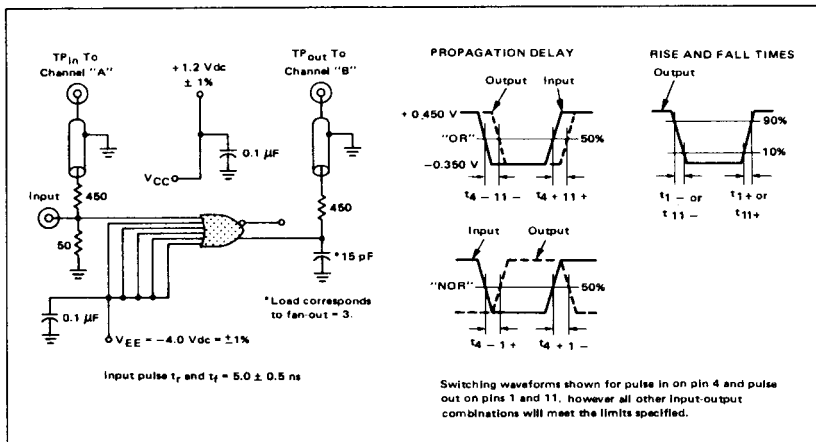 TPin To
Channel "A"
+1.2 Vdc
± 1%
TPout To
Channel "B"
0.1 µF
VCC
450
Input
50
450
*15 pF
0.1 µF
*Load corresponds
to fan-out = 3.
VEE = −4.0 Vdc = ±1%
Input pulse tr and tf = 5.0 ± 0.5 ns
PROPAGATION DELAY
Output Input
+ 0.450 V
"OR" 50%
−0.350 V
t4 − 11 − t4 + 11 +
RISE AND FALL TIMES
Output
90%
10%
t1 − or t1+ or
t11 − t11+
Input Output
"NOR" 50%
t4 − 1 + t4 + 1 −
Switching waveforms shown for pulse in on pin 4 and pulse
out on pins 1 and 11, however all other input-output
combinations will meet the limits specified.